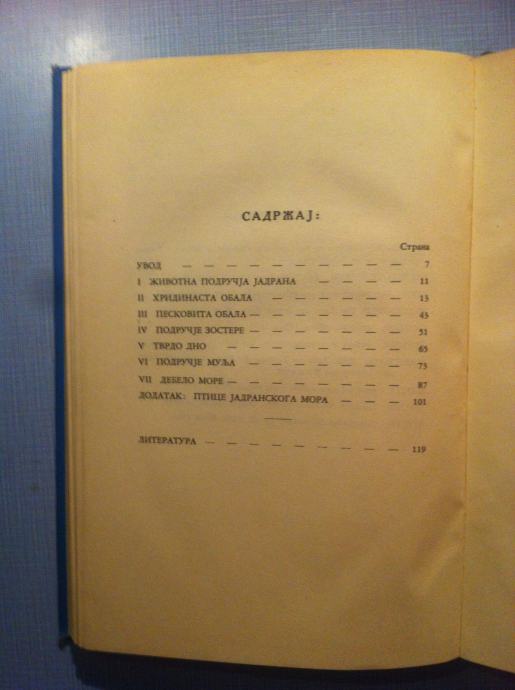 САДРЖАЈ:
Страна
УВОД — — — — — — — — — — 7
I ЖИВОТНА ПОДРУЧЈА ЈАДРАНА — — — — 11
II ХРИДИНАСТА ОБАЛА — — — — — — 13
III ПЕСКОВИТА ОБАЛА — — — — — — — 43
IV ПОДРУЧЈЕ ЗОСТЕРЕ — — — — — — 51
V ТВРДО ДНО — — — — — — — — 65
VI ПОДРУЧЈЕ МУЉА — — — — — — — 73
VII ДЕБЕЛО МОРЕ — — — — — — — — 87
ДОДАТАК: ПТИЦЕ ЈАДРАНСКОГА МОРА — — — 101
ЛИТЕРАТУРА — — — — — — — — 119